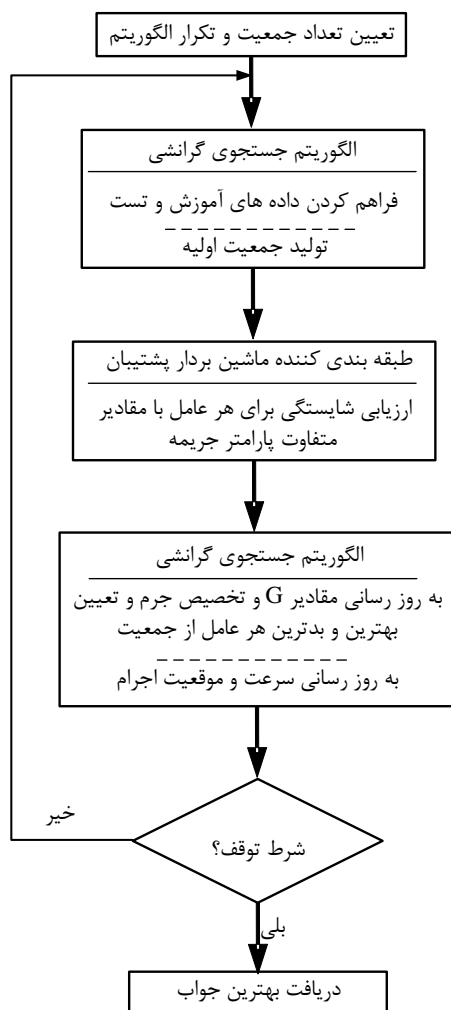 تعیین تعداد جمعیت و تکرار الگوریتم
الگوریتم جستجوی گرانشی
فراهم کردن داده های آموزش و تست
تولید جمعیت اولیه
طبقه بندی کننده ماشین بردار پشتیبان
ارزیابی شایستگی برای هر عامل با مقادیر
متفاوت پارامتر جریمه
الگوریتم جستجوی گرانشی
به روز رسانی مقادیر G و تخصیص جرم و تعیین
بهترین و بدترین هر عامل از جمعیت
به روز رسانی سرعت و موقعیت اجرام
خیر
شرط توقف؟
بلی
دریافت بهترین جواب